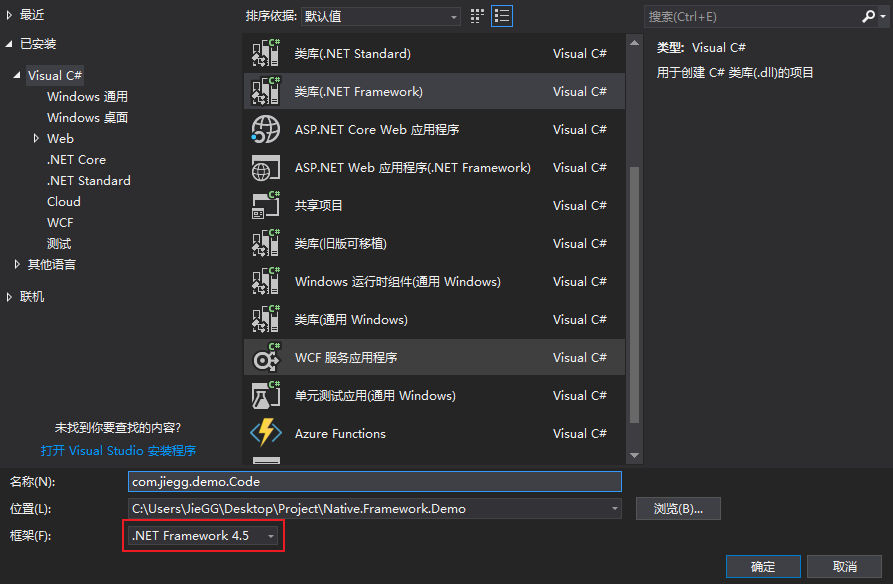 最近
已安装
Visual C#
Windows 通用
Windows 桌面
Web
.NET Core
.NET Standard
Cloud
WCF
测试
其他语言
联机
未找到你要查找的内容?
打开 Visual Studio 安装程序
排序依据: 默认值
类库(.NET Standard) Visual C#
类库(.NET Framework) Visual C#
ASP.NET Core Web 应用程序 Visual C#
ASP.NET Web 应用程序(.NET Framework) Visual C#
共享项目 Visual C#
类库(旧版可移植) Visual C#
Windows 运行时组件(通用 Windows) Visual C#
类库(通用 Windows) Visual C#
WCF 服务应用程序 Visual C#
单元测试应用(通用 Windows) Visual C#
Azure Functions Visual C#
搜索(Ctrl+E)
类型: Visual C#
用于创建 C# 类库(.dll)的项目
名称(N): com.jiegg.demo.Code
位置(L): C:\Users\JieGG\Desktop\Project\Native.Framework.Demo 浏览(B)...
框架(F): .NET Framework 4.5
确定 取消